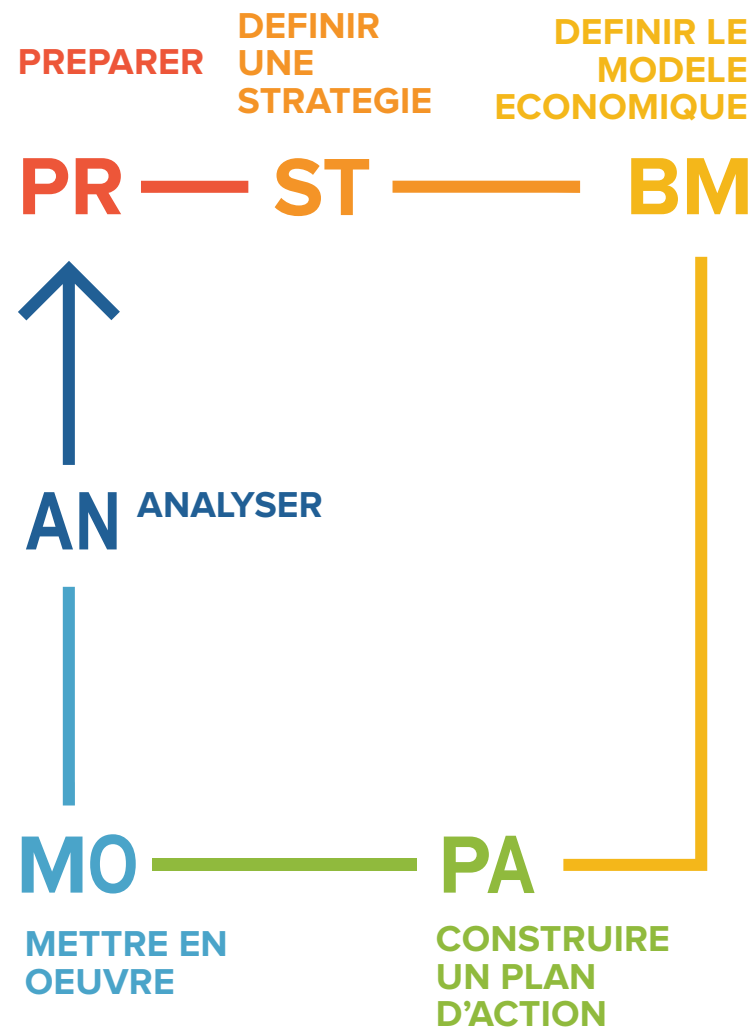 PREPARER
DEFINIR
UNE
STRATEGIE
DEFINIR LE
MODELE
ECONOMIQUE
PR
ST
BM
AN
ANALYSER
MO
PA
METTRE EN
OEUVRE
CONSTRUIRE
UN PLAN
D'ACTION